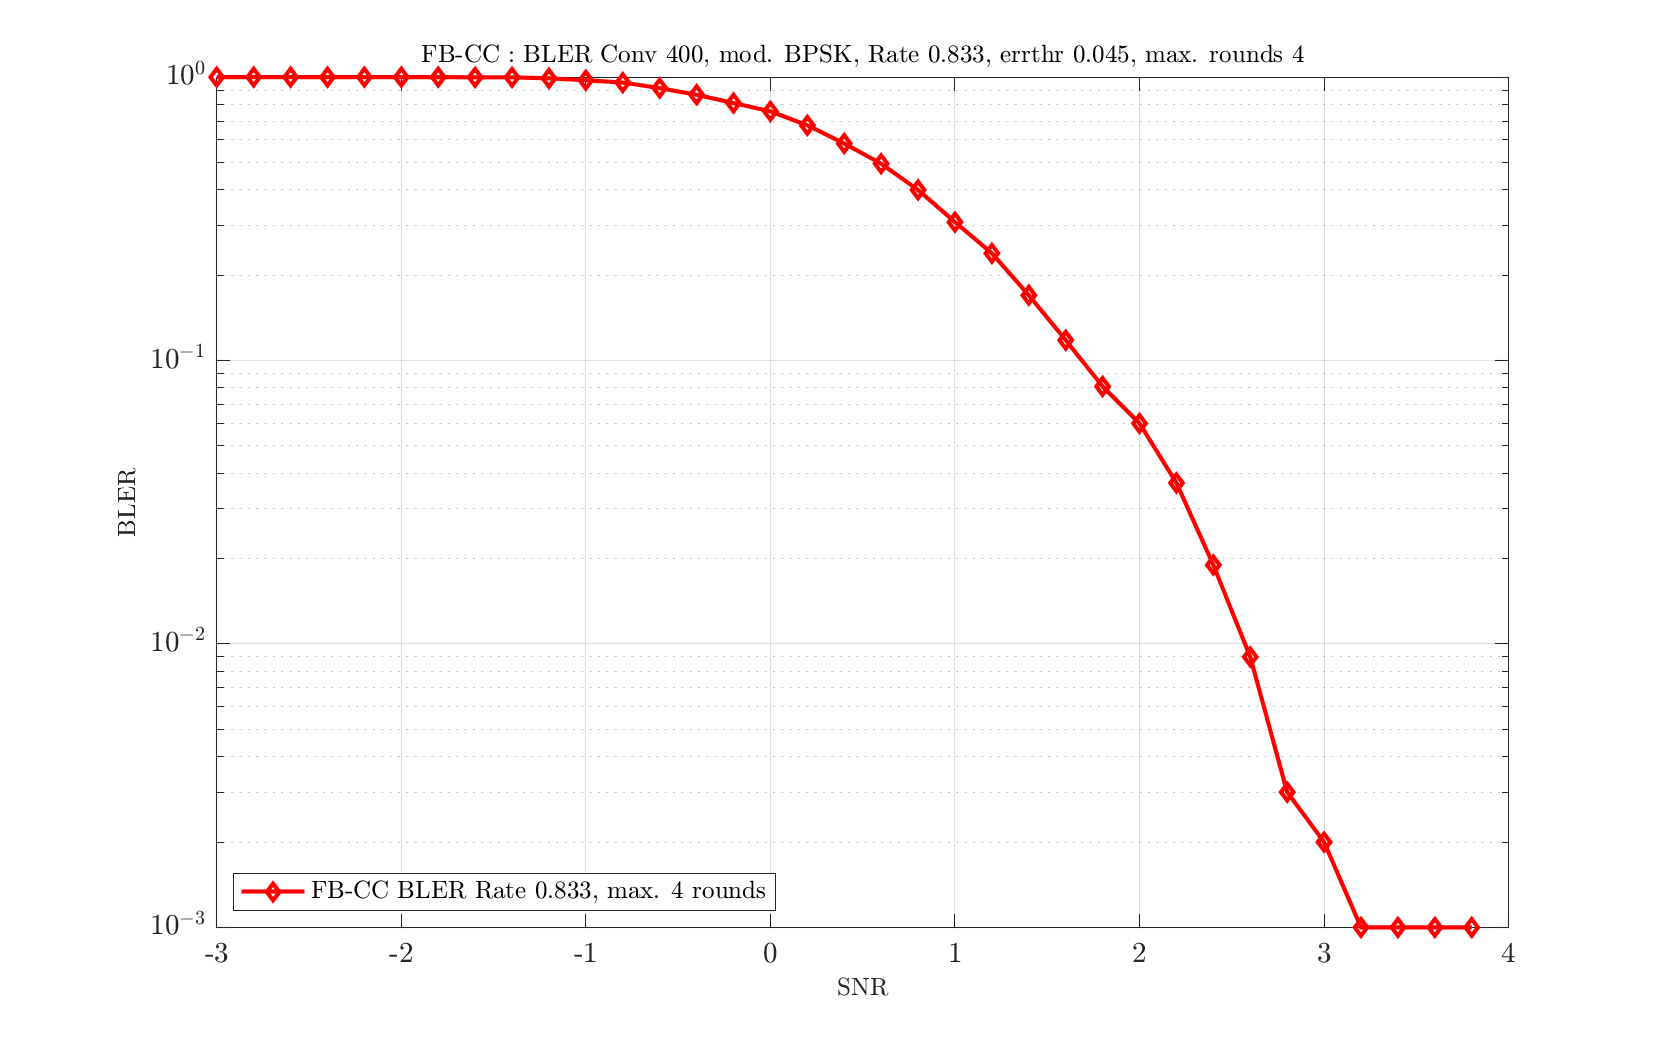 FB-CC : BLER Conv 400, mod. BPSK, Rate 0.833, errthr 0.045, max. rounds 4
10^0
10^{-1}
10^{-2}
10^{-3}
BLER
FB-CC BLER Rate 0.833, max. 4 rounds
-3 -2 -1 0 1 2 3 4
SNR